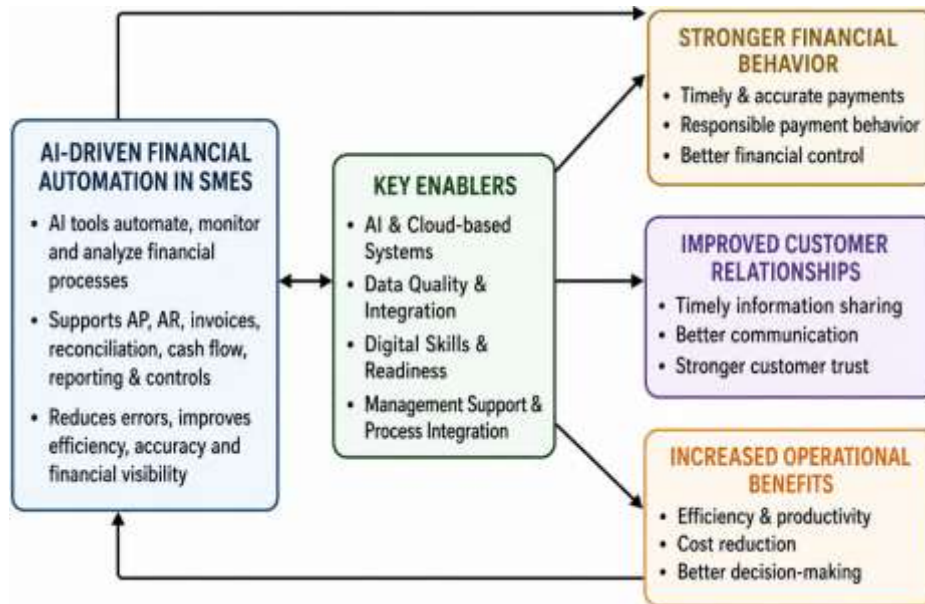 AI-DRIVEN FINANCIAL
AUTOMATION IN SMES
• AI tools automate, monitor
and analyze financial
processes
• Supports AP, AR, invoices,
reconciliation, cash flow,
reporting & controls
• Reduces errors, improves
efficiency, accuracy and
financial visibility
KEY ENABLERS
• AI & Cloud-based
Systems
• Data Quality &
Integration
• Digital Skills &
Readiness
• Management Support &
Process Integration
STRONGER FINANCIAL
BEHAVIOR
• Timely & accurate payments
• Responsible payment behavior
• Better financial control
IMPROVED CUSTOMER
RELATIONSHIPS
• Timely information sharing
• Better communication
• Stronger customer trust
INCREASED OPERATIONAL
BENEFITS
• Efficiency & productivity
• Cost reduction
• Better decision-making